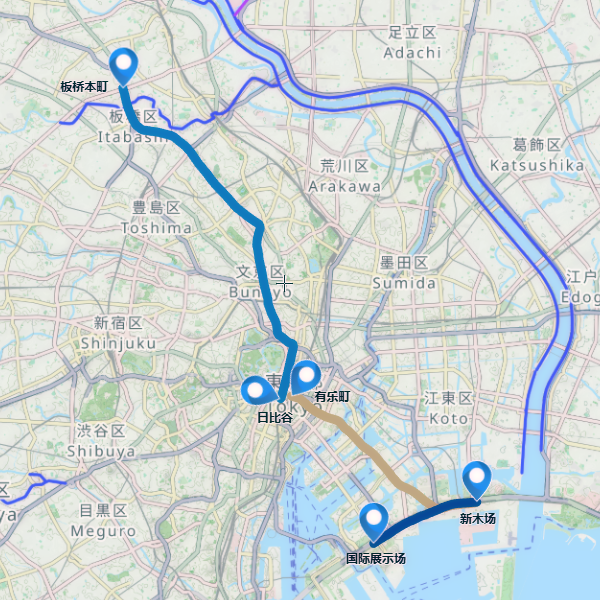 足立区
Adachi
板桥本町
板橋区
Itabashi
葛飾区
Katsushika
荒川区
Arakawa
豊島区
Toshima
文京区
Bunkyo
墨田区
Sumida
江戸
Edog
新宿区
Shinjuku
有乐町
日比谷
江東区
Koto
渋谷区
Shibuya
区
目黒区
Meguro
新木场
国际展示场